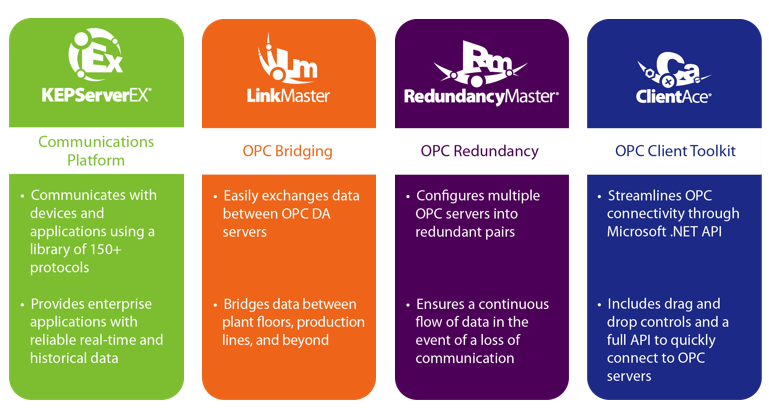 Ex
KEPServerEX®
Communications
Platform
• Communicates with
devices and
applications using a
library of 150+
protocols
• Provides enterprise
applications with
reliable real-time and
historical data
Lm
LinkMaster
OPC Bridging
• Easily exchanges data
between OPC DA
servers
• Bridges data between
plant floors, production
lines, and beyond
Rm
RedundancyMaster®
OPC Redundancy
• Configures multiple
OPC servers into
redundant pairs
• Ensures a continuous
flow of data in the
event of a loss of
communication
Ca
ClientAce®
OPC Client Toolkit
• Streamlines OPC
connectivity through
Microsoft .NET API
• Includes drag and
drop controls and a
full API to quickly
connect to OPC
servers